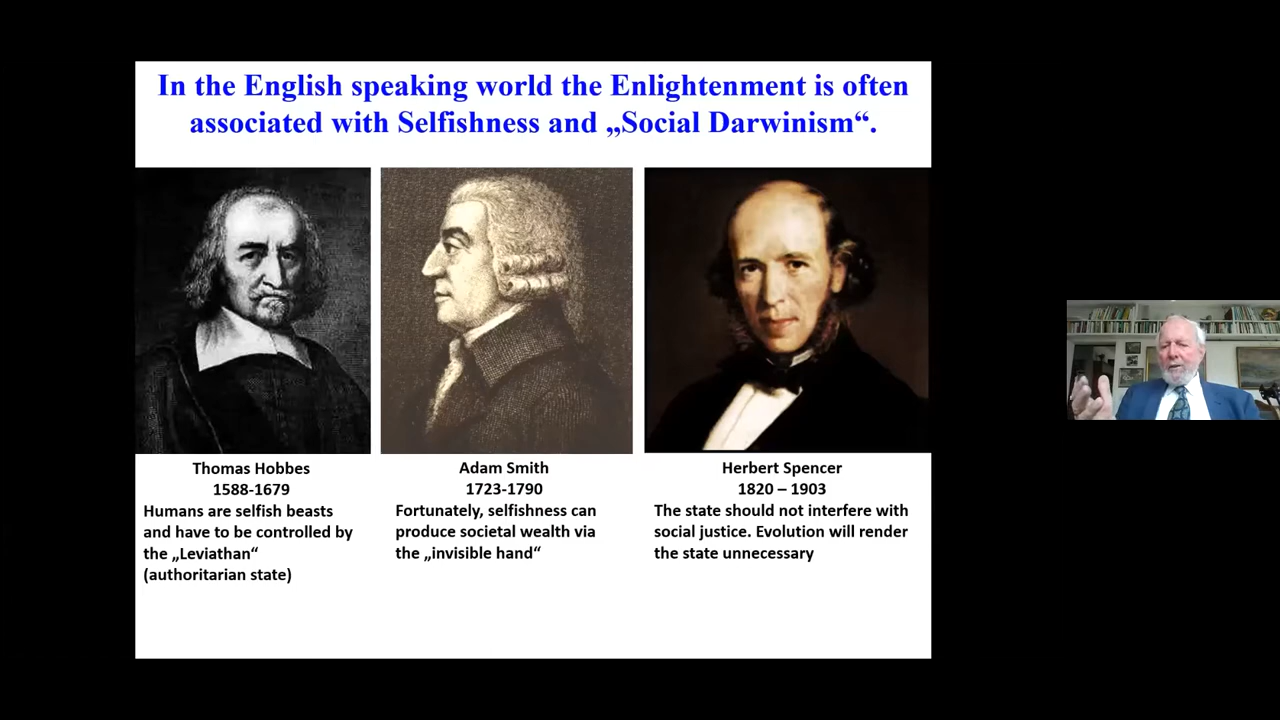 In the English speaking world the Enlightenment is often
associated with Selfishness and „Social Darwinism“.
Thomas Hobbes
1588-1679
Humans are selfish beasts
and have to be controlled by
the „Leviathan“
(authoritarian state)
Adam Smith
1723-1790
Fortunately, selfishness can
produce societal wealth via
the „invisible hand“
Herbert Spencer
1820 – 1903
The state should not interfere with
social justice. Evolution will render
the state unnecessary